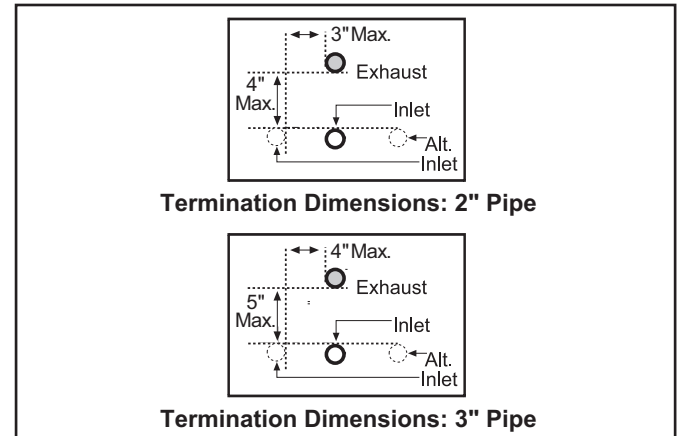 3" Max.
Exhaust
4"
Max.
Inlet
Alt.
Inlet
Termination Dimensions: 2" Pipe
4" Max.
Exhaust
5"
Max.
Inlet
Alt.
Inlet
Termination Dimensions: 3" Pipe